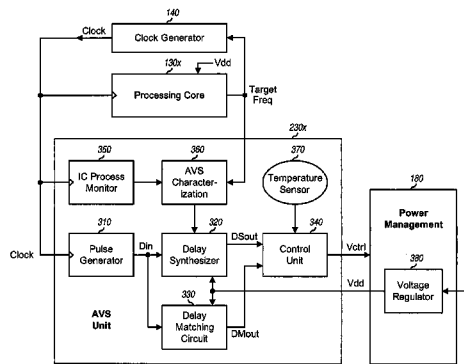 140
Clock
Clock Generator
130x
Vdd
Processing Core
Target
Freq
230x
350
360
370
IC Process
Monitor
AVS
Character-
ization
Temperature
Sensor
180
310
320
340
Power
Management
Clock
Pulse
Generator
Din
Delay
Synthesizer
DSout
Control
Unit
Vctrl
380
330
Vdd
Voltage
Regulator
AVS
Unit
Delay
Matching
Circuit
DMout